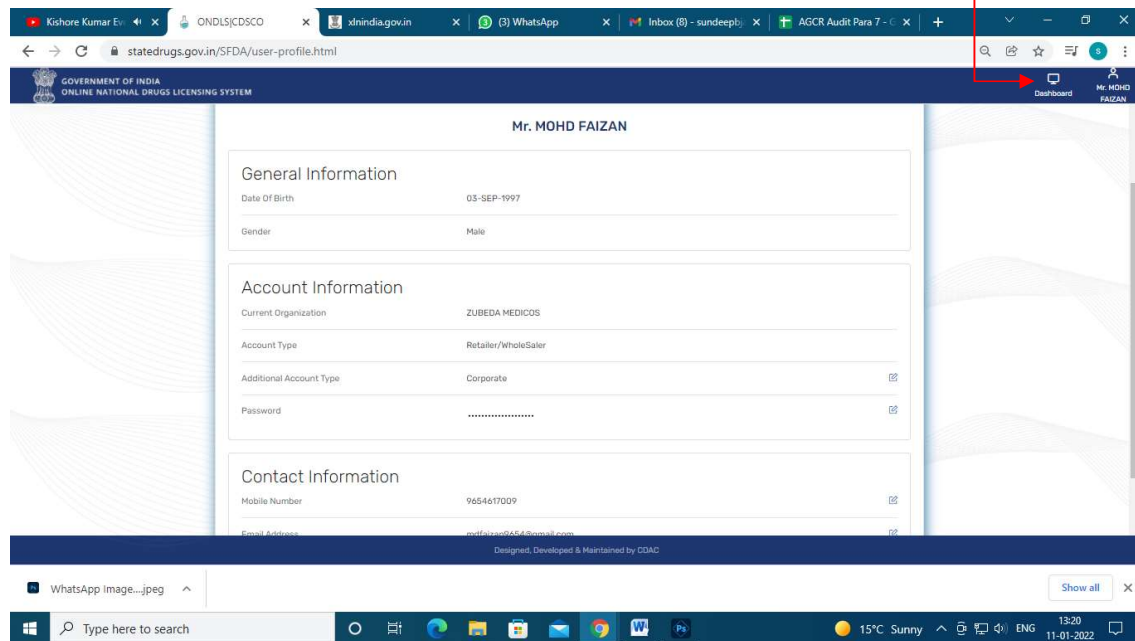 Kishore Kumar Ev
ONDLS|CDSCO
xlnindia.gov.in
(3) WhatsApp
Inbox (8) - sundeepbj
AGCR Audit Para 7 - G
statedrugs.gov.in/SFDA/user-profile.html
GOVERNMENT OF INDIA
ONLINE NATIONAL DRUGS LICENSING SYSTEM
Dashboard
Mr. MOHD
FAIZAN
Mr. MOHD FAIZAN
General Information
Date Of Birth 03-SEP-1997
Gender Male
Account Information
Current Organization ZUBEDA MEDICOS
Account Type Retailer/WholeSaler
Additional Account Type Corporate
Password ••••••••••••••••••••
Contact Information
Mobile Number 9654617009
Email Address mdfaizan9654@gmail.com
Designed, Developed & Maintained by CDAC
WhatsApp Image....jpeg
Show all
Type here to search
15°C Sunny
ENG
13:20
11-01-2022